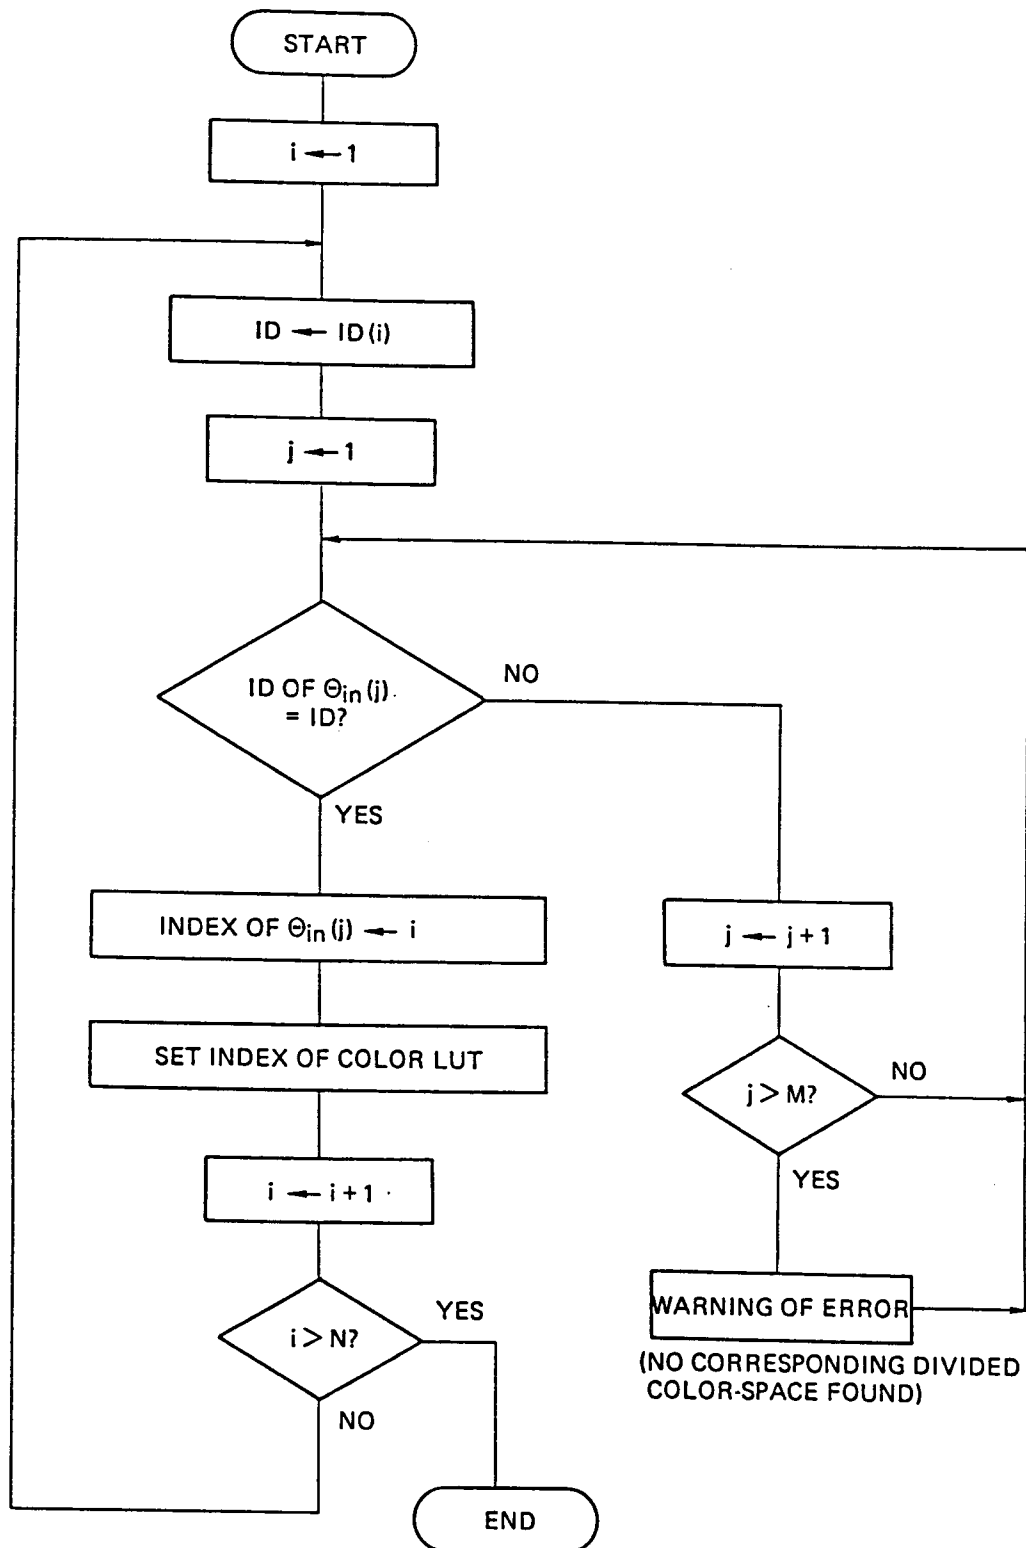 START
i ← 1
ID ← ID(i)
j ← 1
ID OF Θin(j)
= ID?
NO
YES
INDEX OF Θin(j) ← i
j ← j+1
SET INDEX OF COLOR LUT
j > M?
NO
YES
i ← i+1
WARNING OF ERROR
(NO CORRESPONDING DIVIDED
COLOR-SPACE FOUND)
i > N?
YES
NO
END